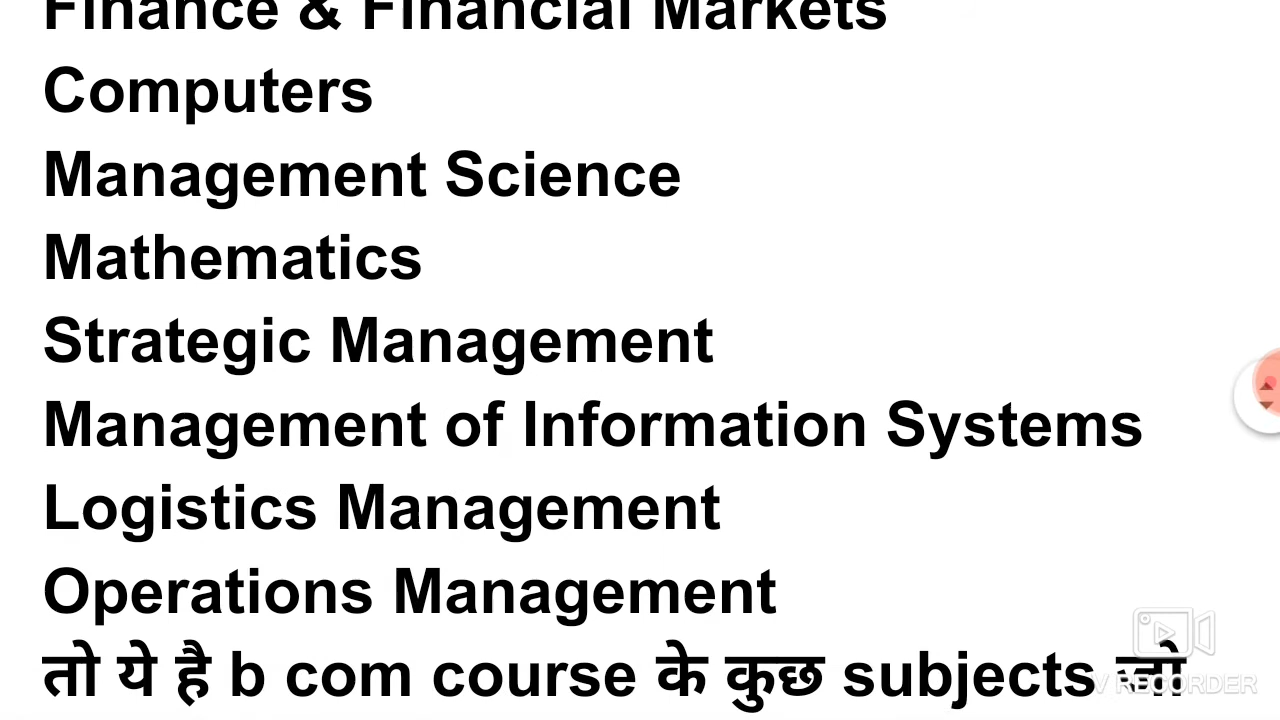 Finance & Financial Markets
Computers
Management Science
Mathematics
Strategic Management
Management of Information Systems
Logistics Management
Operations Management
तो ये है b com course के कुछ subjects जो
V RECORDER